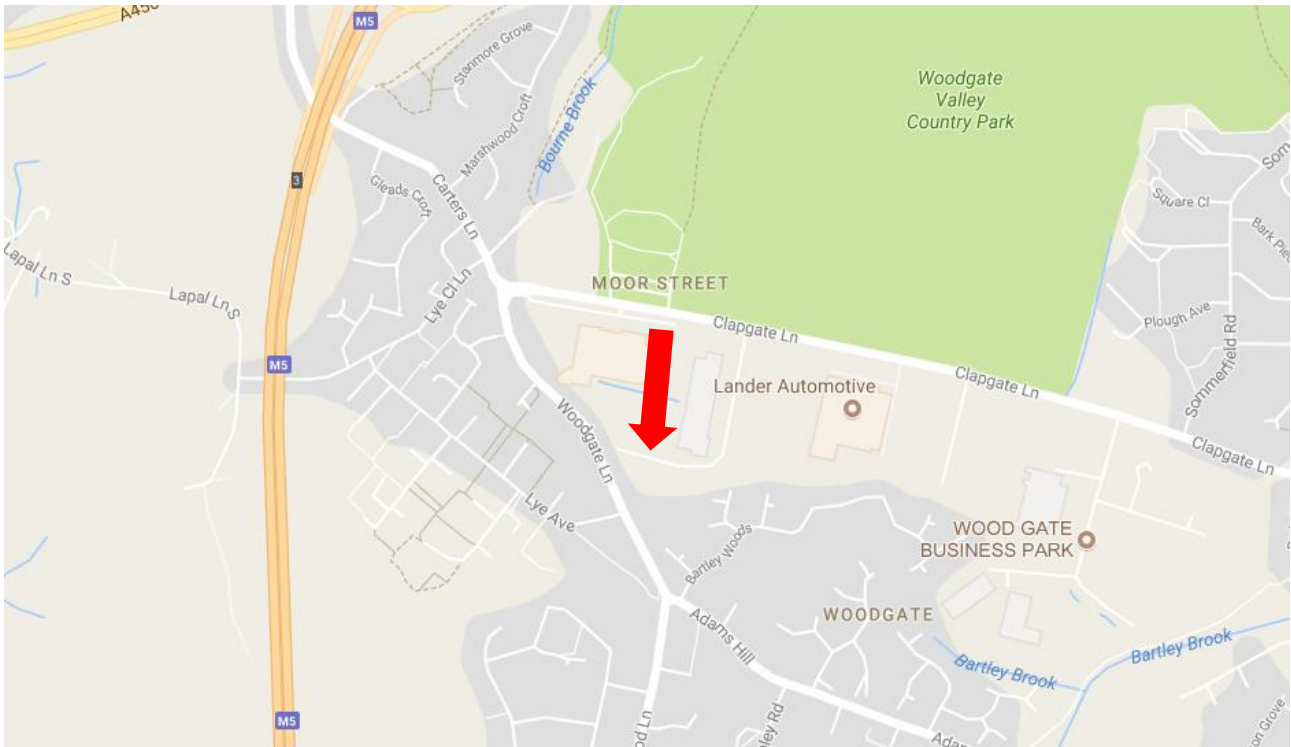 A456
M5
Stanmore Grove
Marshwood Croft
Bourne Brook
Woodgate
Valley
Country Park
3
Gleads Croft
Carters Ln
Square Cl
Lapal Ln S
Lapal Ln S
Lye Cl Ln
MOOR STREET
Clapgate Ln
Plough Ave
Sommerfield Rd
M5
Lander Automotive
Clapgate Ln
Clapgate Ln
Woodgate Ln
Lye Ave
WOOD GATE
BUSINESS PARK
Bartley Woods
WOODGATE
Adams Hill
Bartley Brook
Bartley Brook
M5